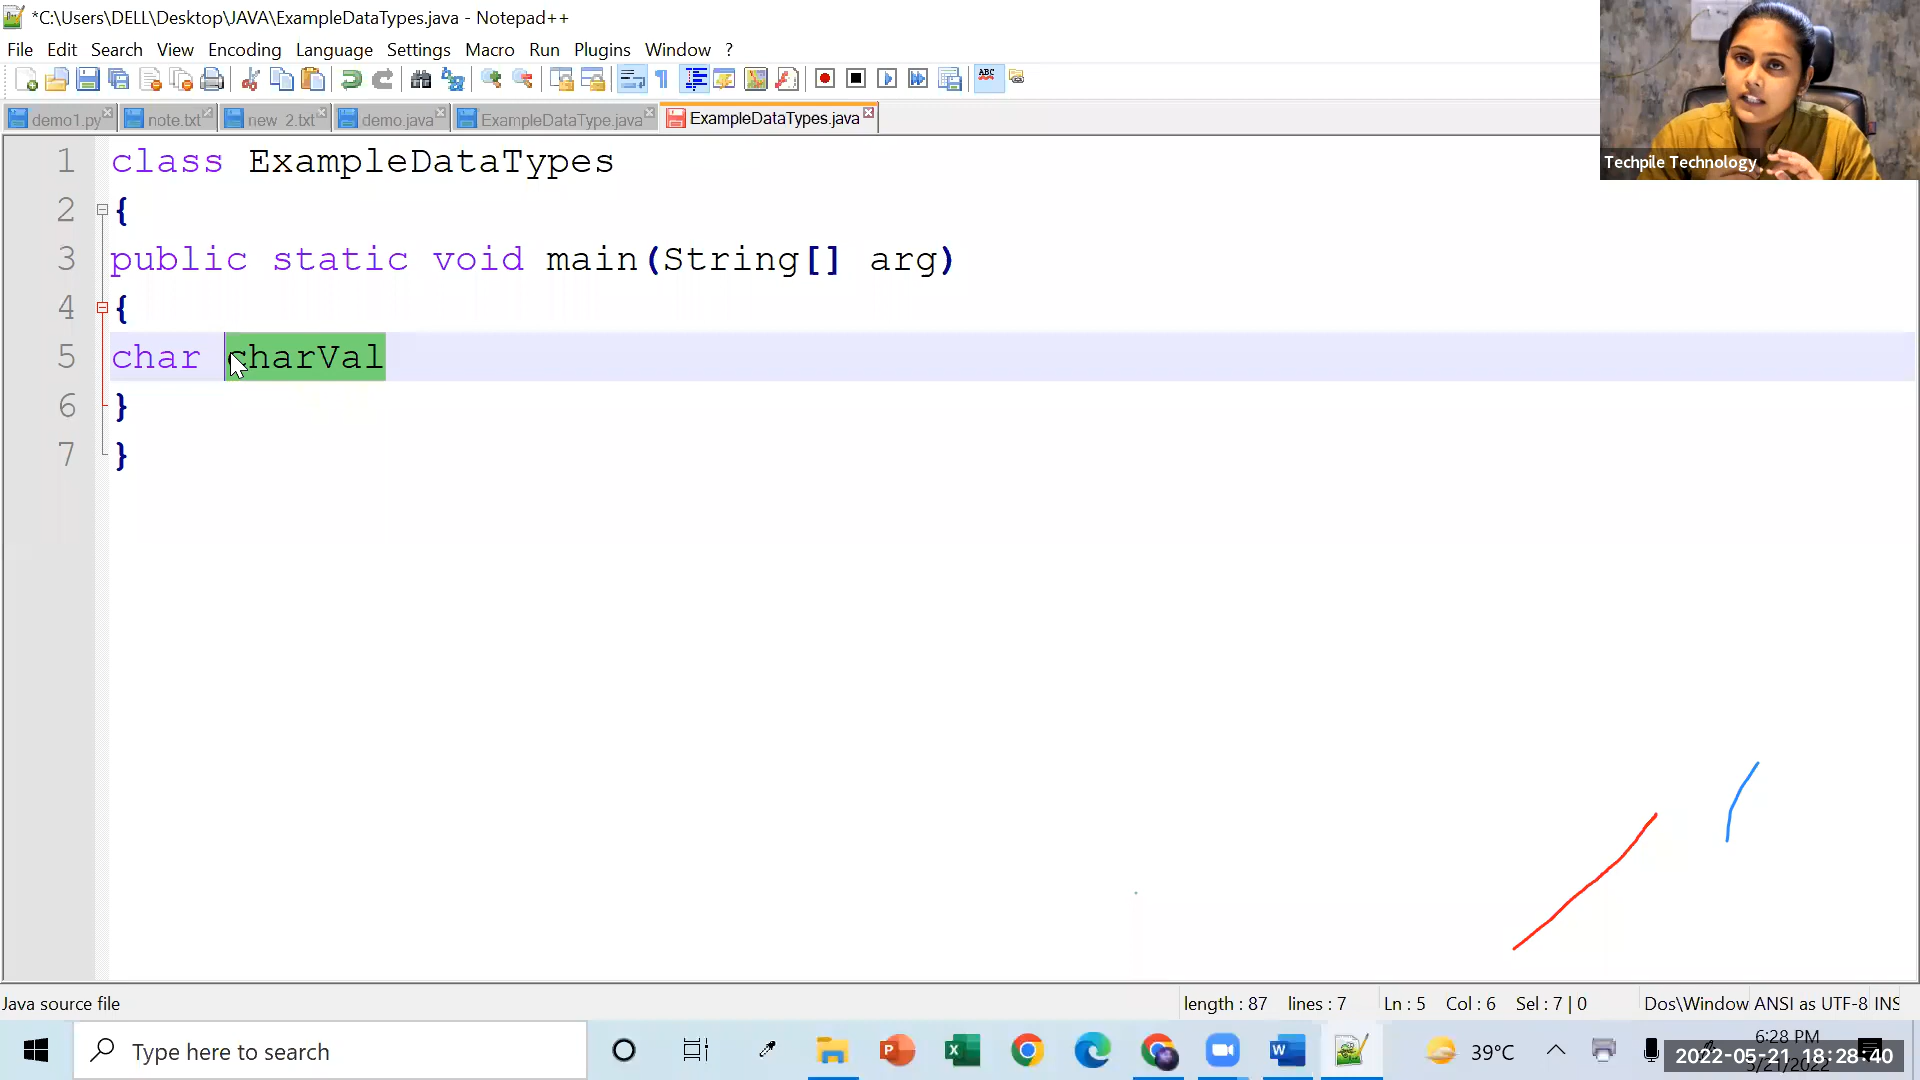 *C:\Users\DELL\Desktop\JAVA\ExampleDataTypes.java - Notepad++
File Edit Search View Encoding Language Settings Macro Run Plugins Window ?
ABC
demo1.py note.txt new 2.txt demo.java ExampleDataType.java ExampleDataTypes.java
Techpile Technology
1 class ExampleDataTypes
2 {
3 public static void main(String[] arg)
4 {
5 char charVal
6 }
7 }
Java source file length : 87 lines : 7 Ln : 5 Col : 6 Sel : 7 | 0 Dos\Window ANSI as UTF-8 INS
Type here to search 39°C 6:28 PM
2022-05-21 18:28:40